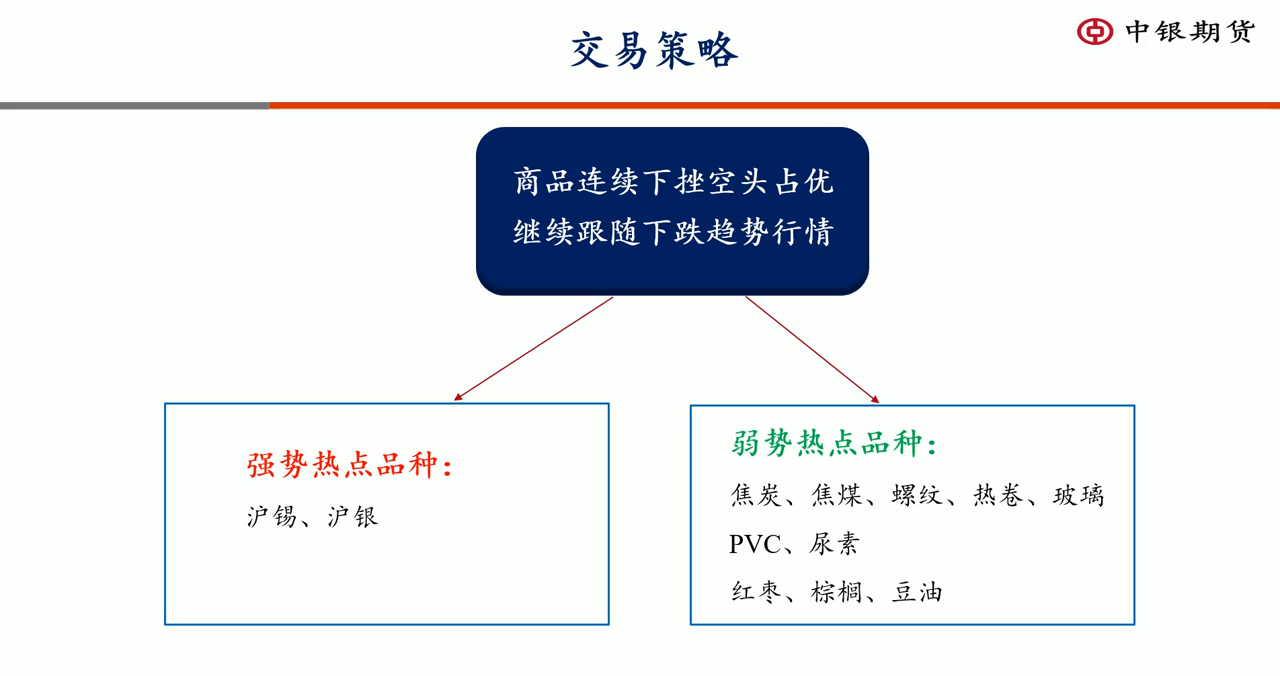 交易策略
中银期货
商品连续下挫空头占优
继续跟随下跌趋势行情
强势热点品种：
沪锡、沪银
弱势热点品种：
焦炭、焦煤、螺纹、热卷、玻璃
PVC、尿素
红枣、棕榈、豆油